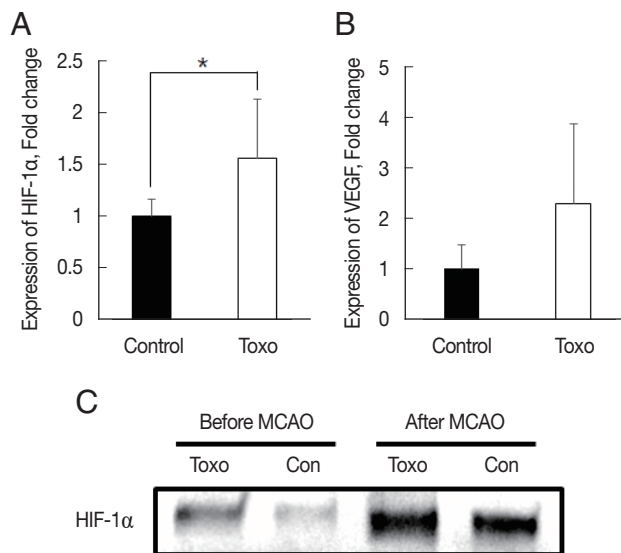 A
Expression of HIF-1α, Fold change
2.5
2
1.5
1
0.5
0
*
Control
Toxo
B
Expression of VEGF, Fold change
5
4
3
2
1
0
Control
Toxo
C
Before MCAO
After MCAO
Toxo
Con
Toxo
Con
HIF-1α